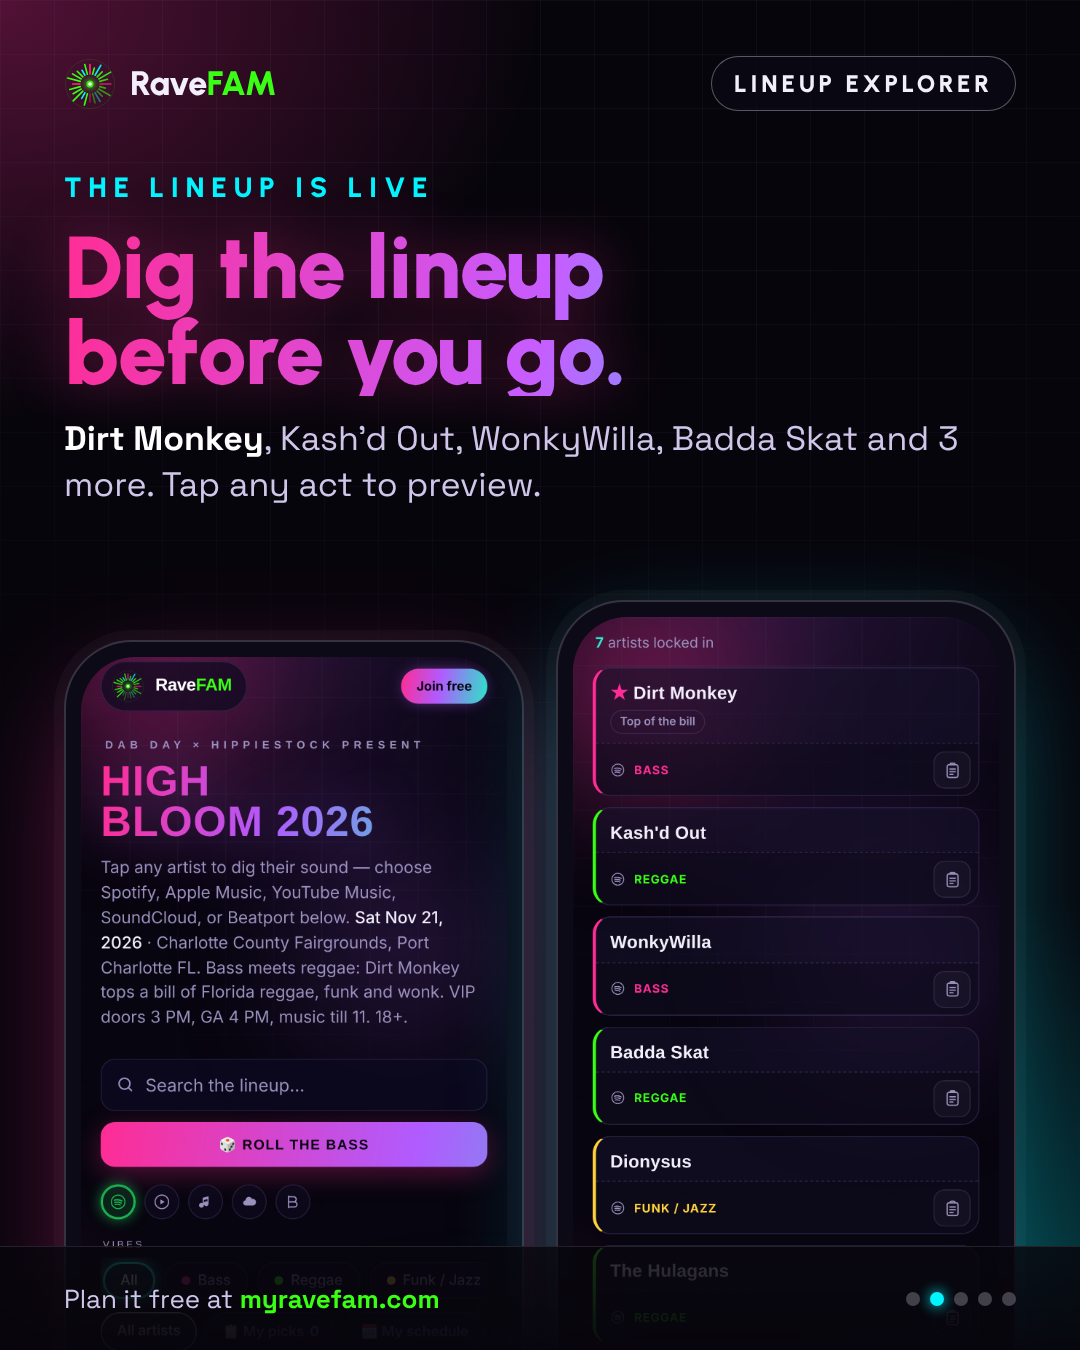 RaveFAM
LINEUP EXPLORER
THE LINEUP IS LIVE
Dig the lineup
before you go.
Dirt Monkey, Kash’d Out, WonkyWilla, Badda Skat and 3
more. Tap any act to preview.
RaveFAM
Join free
DAB DAY × HIPPIESTOCK PRESENT
HIGH
BLOOM 2026
Tap any artist to dig their sound — choose
Spotify, Apple Music, YouTube Music,
SoundCloud, or Beatport below. Sat Nov 21,
2026 · Charlotte County Fairgrounds, Port
Charlotte FL. Bass meets reggae: Dirt Monkey
tops a bill of Florida reggae, funk and wonk. VIP
doors 3 PM, GA 4 PM, music till 11. 18+.
Search the lineup...
🎲 ROLL THE BASS
VIBES
All
Bass
Reggae
Funk / Jazz
All artists
My picks 0
My schedule
7 artists locked in
★ Dirt Monkey
Top of the bill
BASS
Kash'd Out
REGGAE
WonkyWilla
BASS
Badda Skat
REGGAE
Dionysus
FUNK / JAZZ
The Hulagans
REGGAE
Plan it free at myravefam.com